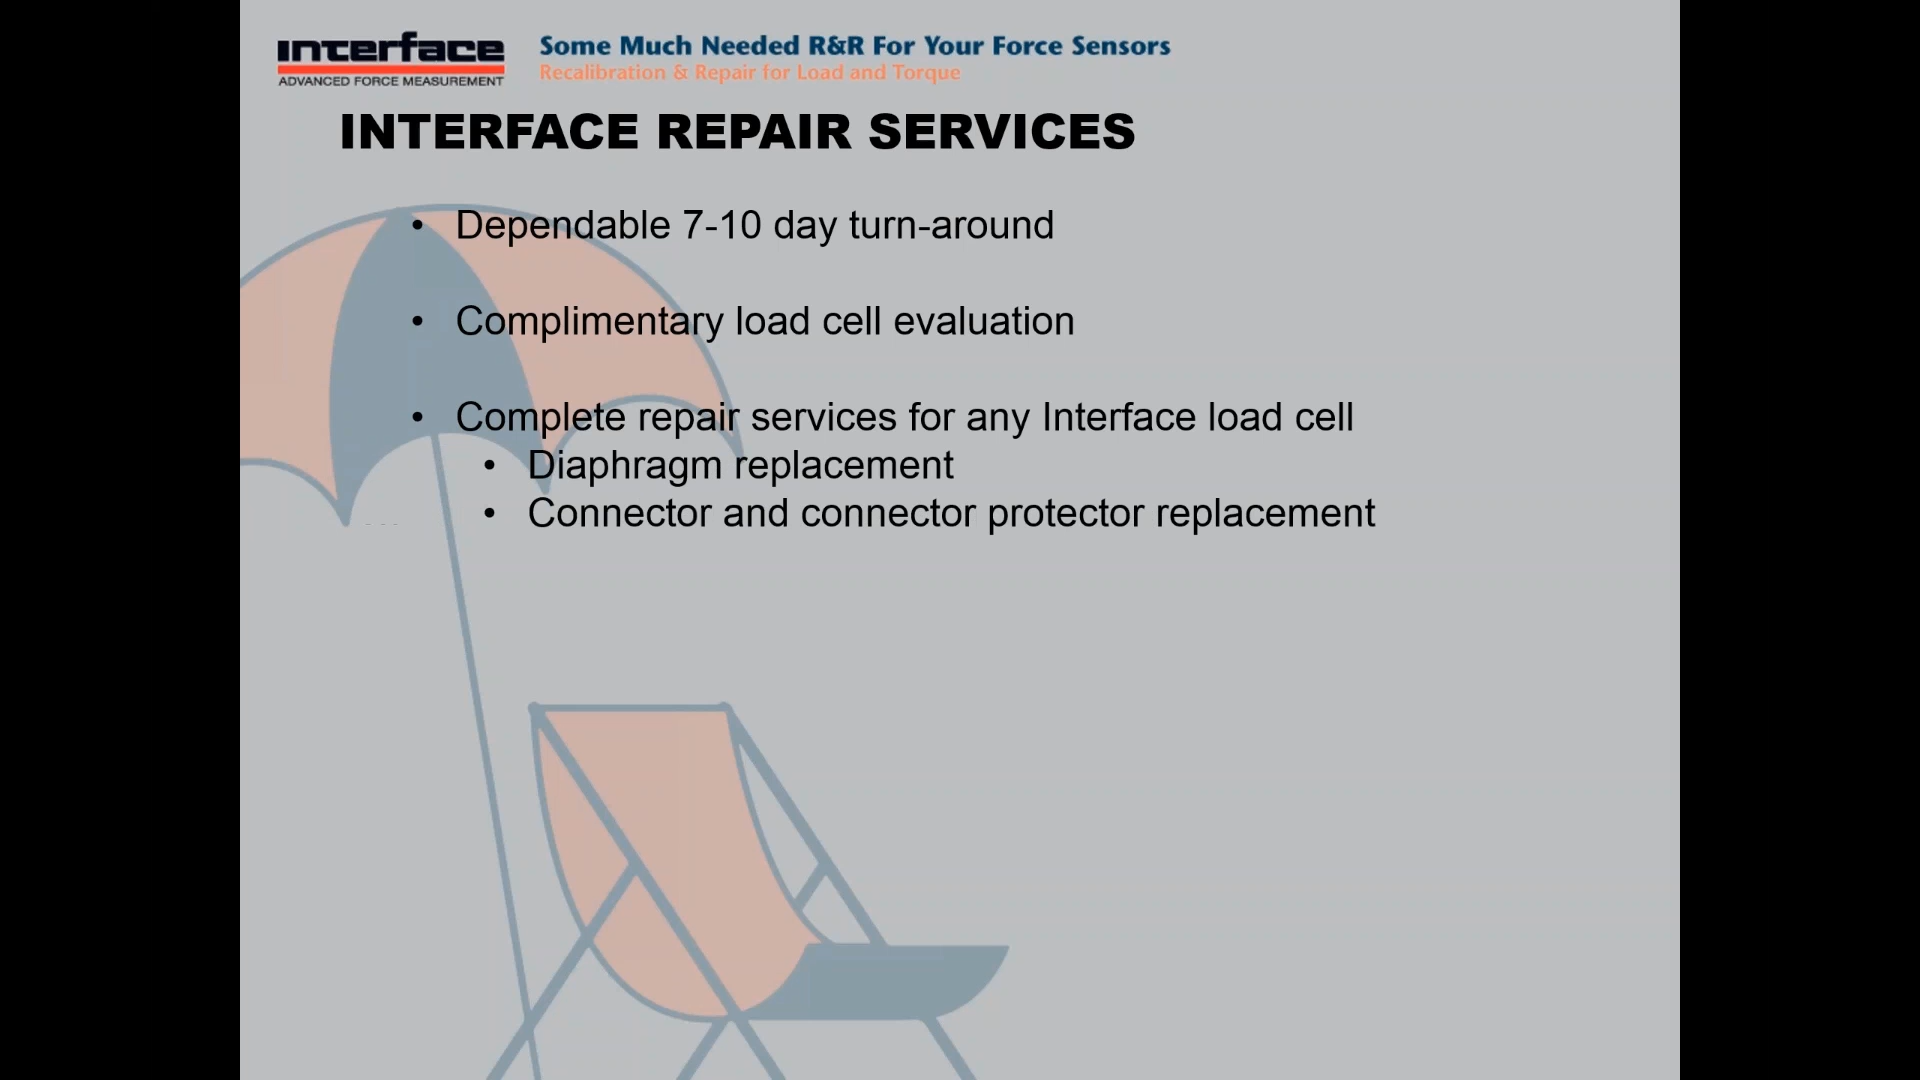 interface
ADVANCED FORCE MEASUREMENT
Some Much Needed R&R For Your Force Sensors
Recalibration & Repair for Load and Torque
INTERFACE REPAIR SERVICES
• Dependable 7-10 day turn-around
• Complimentary load cell evaluation
• Complete repair services for any Interface load cell
• Diaphragm replacement
• Connector and connector protector replacement